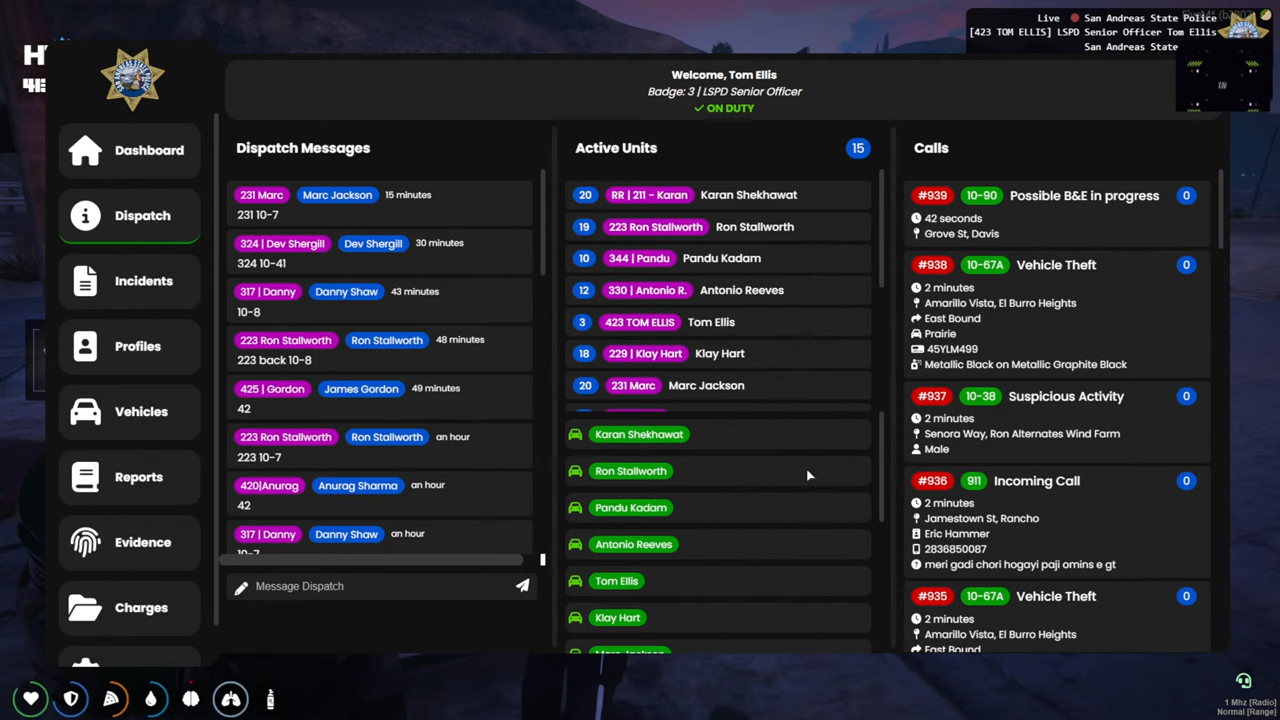 FiveM* (b2802)
Live San Andreas State Police
[423 TOM ELLIS] LSPD Senior Officer Tom Ellis
San Andreas State
Welcome, Tom Ellis
Badge: 3 | LSPD Senior Officer
ON DUTY
Dashboard
Dispatch
Incidents
Profiles
Vehicles
Reports
Evidence
Charges
Dispatch Messages
231 Marc Marc Jackson 15 minutes
231 10-7
324 | Dev Shergill Dev Shergill 30 minutes
324 10-41
317 | Danny Danny Shaw 43 minutes
10-8
223 Ron Stallworth Ron Stallworth 48 minutes
223 back 10-8
425 | Gordon James Gordon 49 minutes
42
223 Ron Stallworth Ron Stallworth an hour
223 10-7
420|Anurag Anurag Sharma an hour
42
317 | Danny Danny Shaw an hour
10-7
Message Dispatch
Active Units 15
20 RR | 211 - Karan Karan Shekhawat
19 223 Ron Stallworth Ron Stallworth
10 344 | Pandu Pandu Kadam
12 330 | Antonio R. Antonio Reeves
3 423 TOM ELLIS Tom Ellis
18 229 | Klay Hart Klay Hart
20 231 Marc Marc Jackson
Karan Shekhawat
Ron Stallworth
Pandu Kadam
Antonio Reeves
Tom Ellis
Klay Hart
Marc Jackson
Calls
#939 10-90 Possible B&E in progress 0
42 seconds
Grove St, Davis
#938 10-67A Vehicle Theft 0
2 minutes
Amarillo Vista, El Burro Heights
East Bound
Prairie
45YLM499
Metallic Black on Metallic Graphite Black
#937 10-38 Suspicious Activity 0
2 minutes
Senora Way, Ron Alternates Wind Farm
Male
#936 911 Incoming Call 0
2 minutes
Jamestown St, Rancho
Eric Hammer
2836850087
meri gadi chori hogayi paji omins e gt
#935 10-67A Vehicle Theft 0
2 minutes
Amarillo Vista, El Burro Heights
East Bound
1 Mhz [Radio]
Normal [Range]